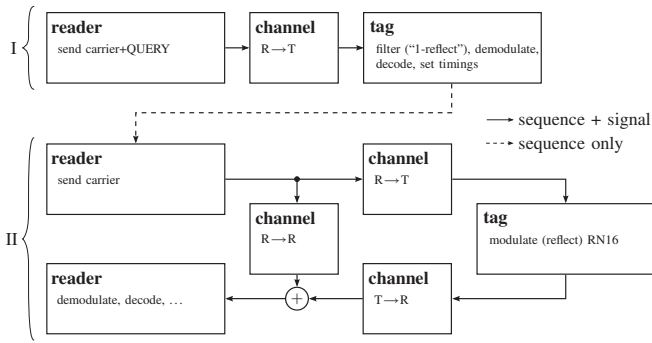 I
reader
send carrier+QUERY
channel
R→T
tag
filter (“1-reflect”), demodulate,
decode, set timings
sequence + signal
sequence only
II
reader
send carrier
channel
R→T
channel
R→R
tag
modulate (reflect) RN16
reader
demodulate, decode, ...
+
channel
T→R